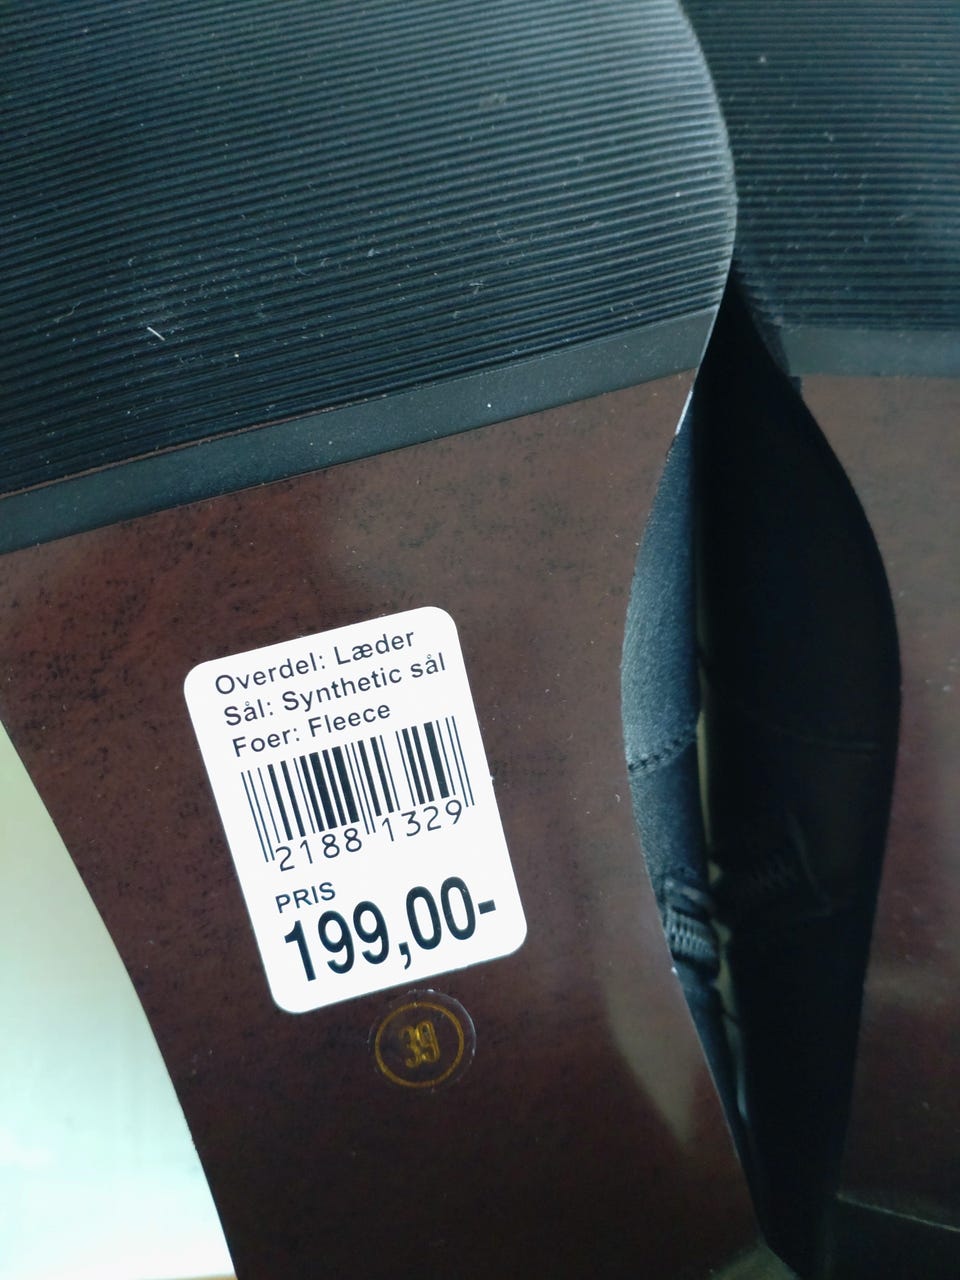 Overdel: Læder
Sål: Synthetic sål
Foer: Fleece
2188 1329
PRIS
199,00-
39